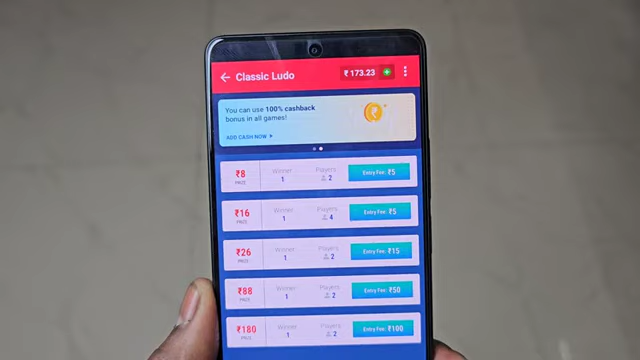 Classic Ludo ₹ 173.23
You can use 100% cashback
bonus in all games!
ADD CASH NOW
₹8 Winner Players Entry Fee: ₹5
PRIZE 1 2
₹16 Winner Players Entry Fee: ₹5
PRIZE 1 4
₹26 Winner Players Entry Fee: ₹15
PRIZE 1 2
₹88 Winner Players Entry Fee: ₹50
PRIZE 1 2
₹180 Winner Players Entry Fee: ₹100
PRIZE 1 2